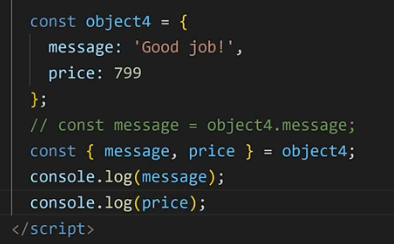 const object4 = {
  message: 'Good job!',
  price: 799
};
// const message = object4.message;
const { message, price } = object4;
console.log(message);
console.log(price);
</script>